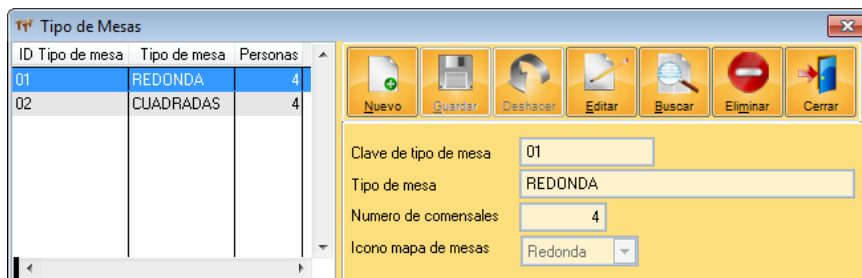 Tipo de Mesas
ID Tipo de mesa Tipo de mesa Personas
01 REDONDA 4
02 CUADRADAS 4
Nuevo Guardar Deshacer Editar Buscar Eliminar Cerrar
Clave de tipo de mesa 01
Tipo de mesa REDONDA
Numero de comensales 4
Icono mapa de mesas Redonda